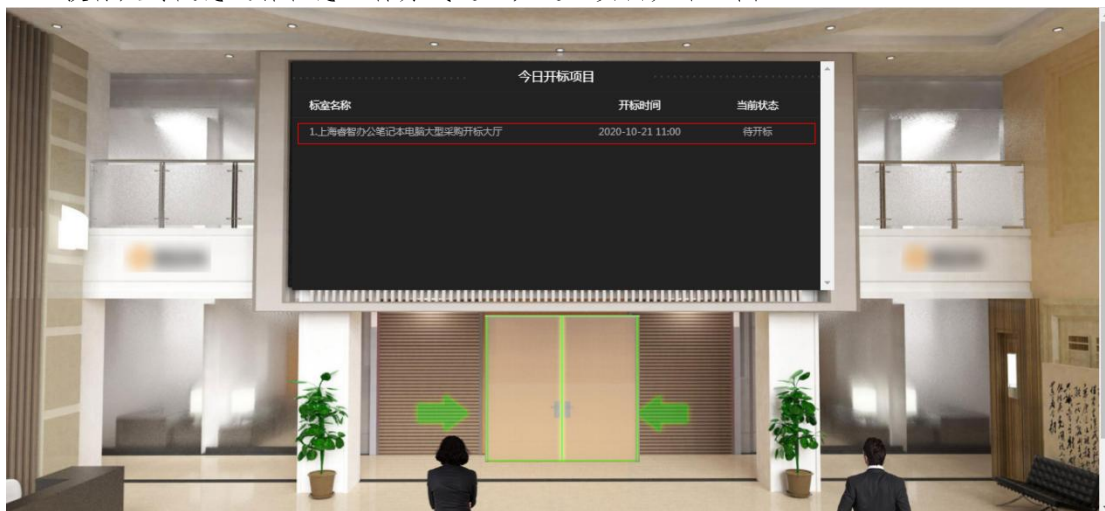 今日开标项目
标室名称 开标时间 当前状态
1.上海睿智办公笔记本电脑大型采购开标大厅 2020-10-21 11:00 待开标